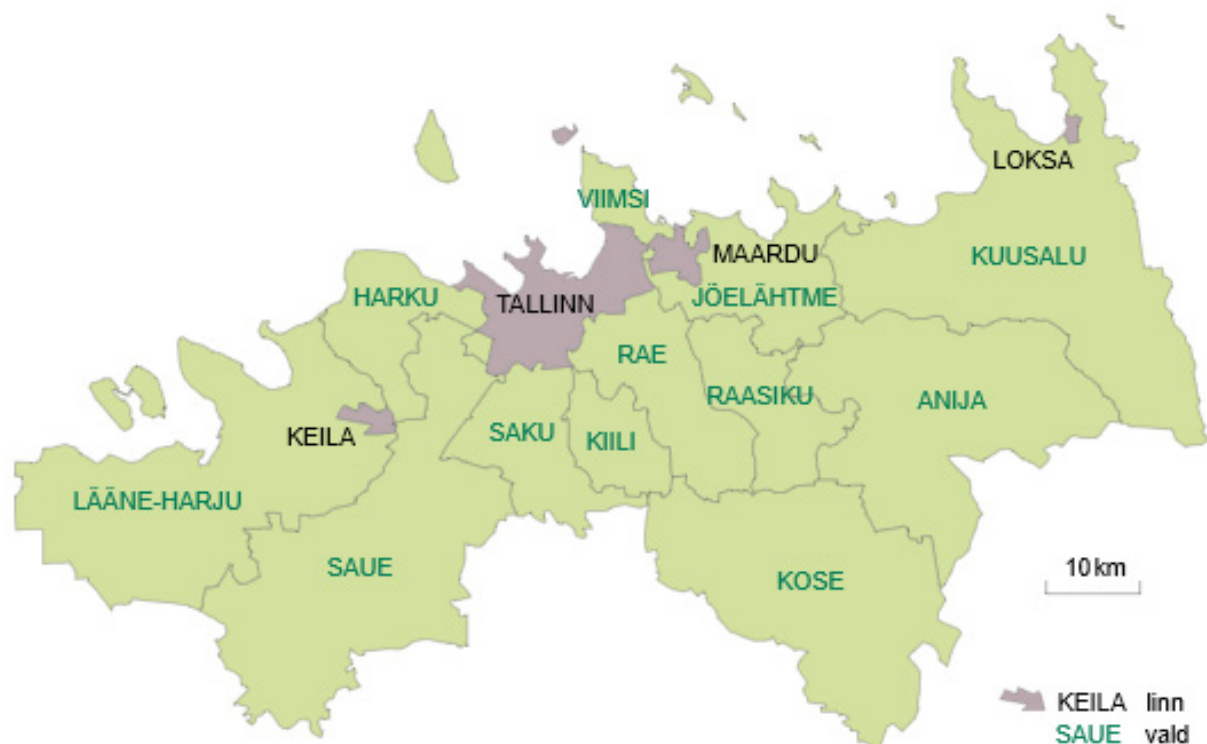 LOKSA
VIIMSI
MAARDU
KUUSALU
HARKU
TALLINN
JÖELÄHTME
RAE
RAASIKU
ANIJA
KEILA
SAKU
KIILI
LÄÄNE-HARJU
SAUE
KOSE
10 km
KEILA linn
SAUE vald